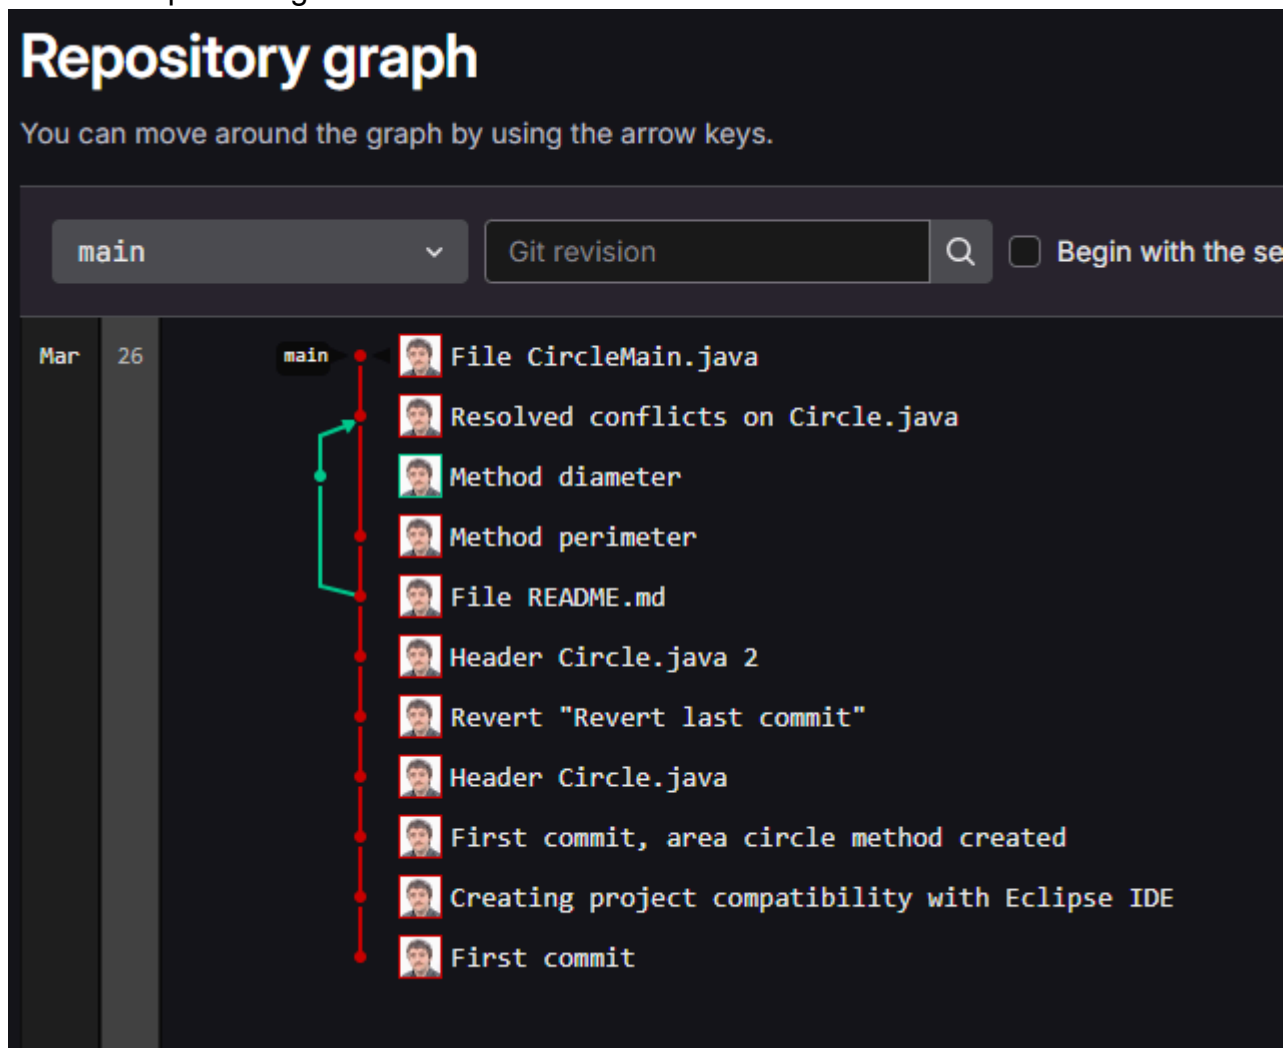 Repository graph
You can move around the graph by using the arrow keys.
main
Git revision
Begin with the se
Mar 26 main File CircleMain.java
Resolved conflicts on Circle.java
Method diameter
Method perimeter
File README.md
Header Circle.java 2
Revert "Revert last commit"
Header Circle.java
First commit, area circle method created
Creating project compatibility with Eclipse IDE
First commit